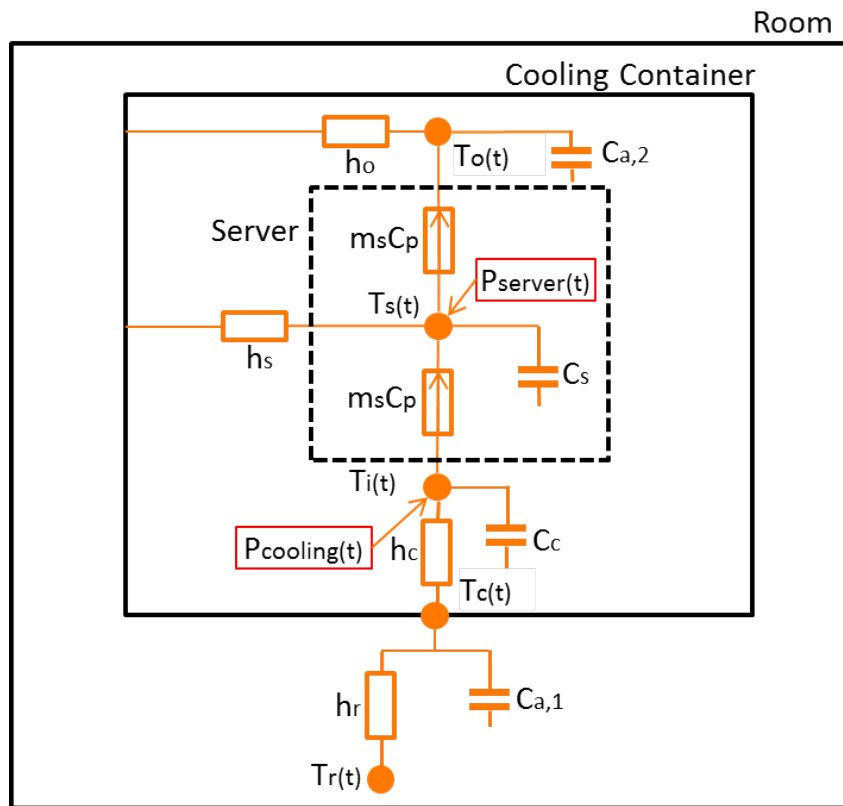 Room
Cooling Container
ho
To(t)
Ca,2
Server
msCp
Pserver(t)
Ts(t)
hs
Cs
msCp
Ti(t)
Pcooling(t)
hc
Cc
Tc(t)
hr
Ca,1
Tr(t)